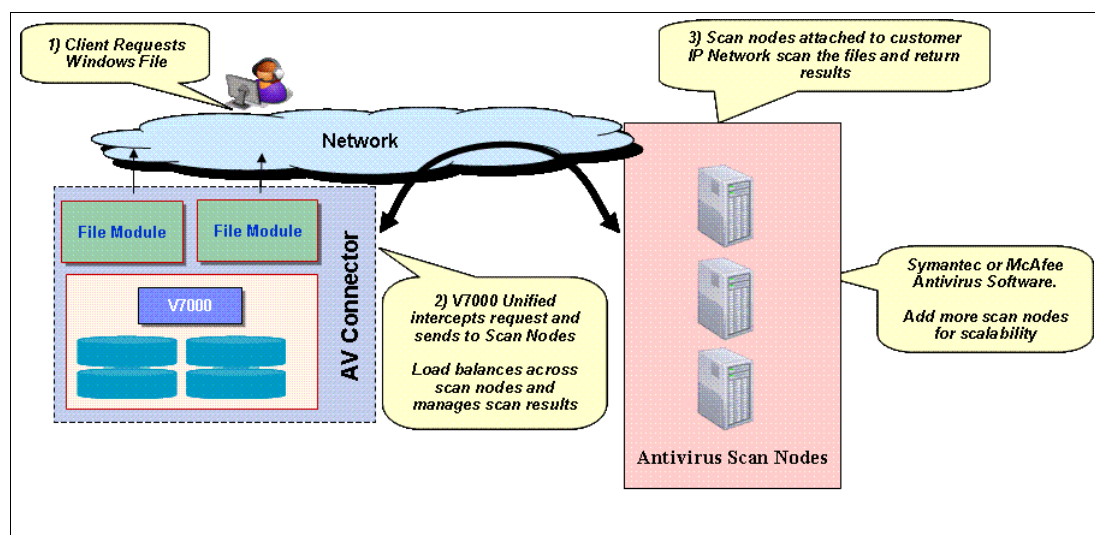 1) Client Requests
Windows File
3) Scan nodes attached to customer
IP Network scan the files and return
results
Network
File Module
File Module
AV Connector
V7000
2) V7000 Unified
intercepts request and
sends to Scan Nodes
Load balances across
scan nodes and
manages scan results
Symantec or McAfee
Antivirus Software.
Add more scan nodes
for scalability
Antivirus Scan Nodes